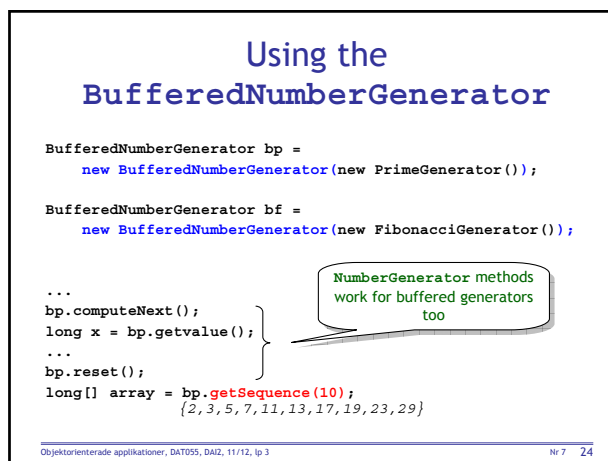 Using the
BufferedNumberGenerator
BufferedNumberGenerator bp =
new BufferedNumberGenerator(new PrimeGenerator());
BufferedNumberGenerator bf =
new BufferedNumberGenerator(new FibonacciGenerator());
...
bp.computeNext();
long x = bp.getvalue();
...
bp.reset();
long[] array = bp.getSequence(10);
{2,3,5,7,11,13,17,19,23,29}
NumberGenerator methods
work for buffered generators
too
Objektorienterade applikationer, DAT055, DAI2, 11/12, lp 3
Nr 7 24